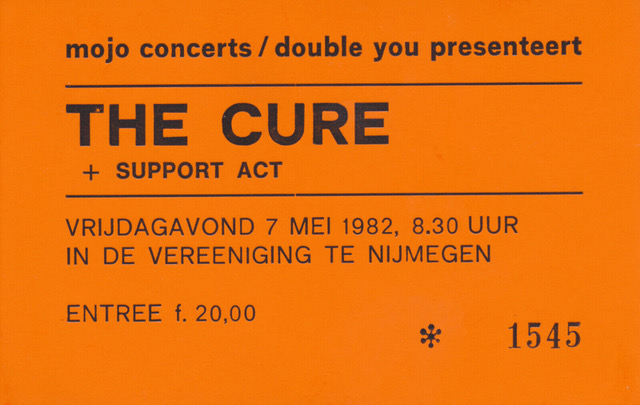 mojo concerts / double you presenteert
THE CURE
+ SUPPORT ACT
VRIJDAGAVOND 7 MEI 1982, 8.30 UUR
IN DE VEREENIGING TE NIJMEGEN
ENTREE f. 20,00
* 1545